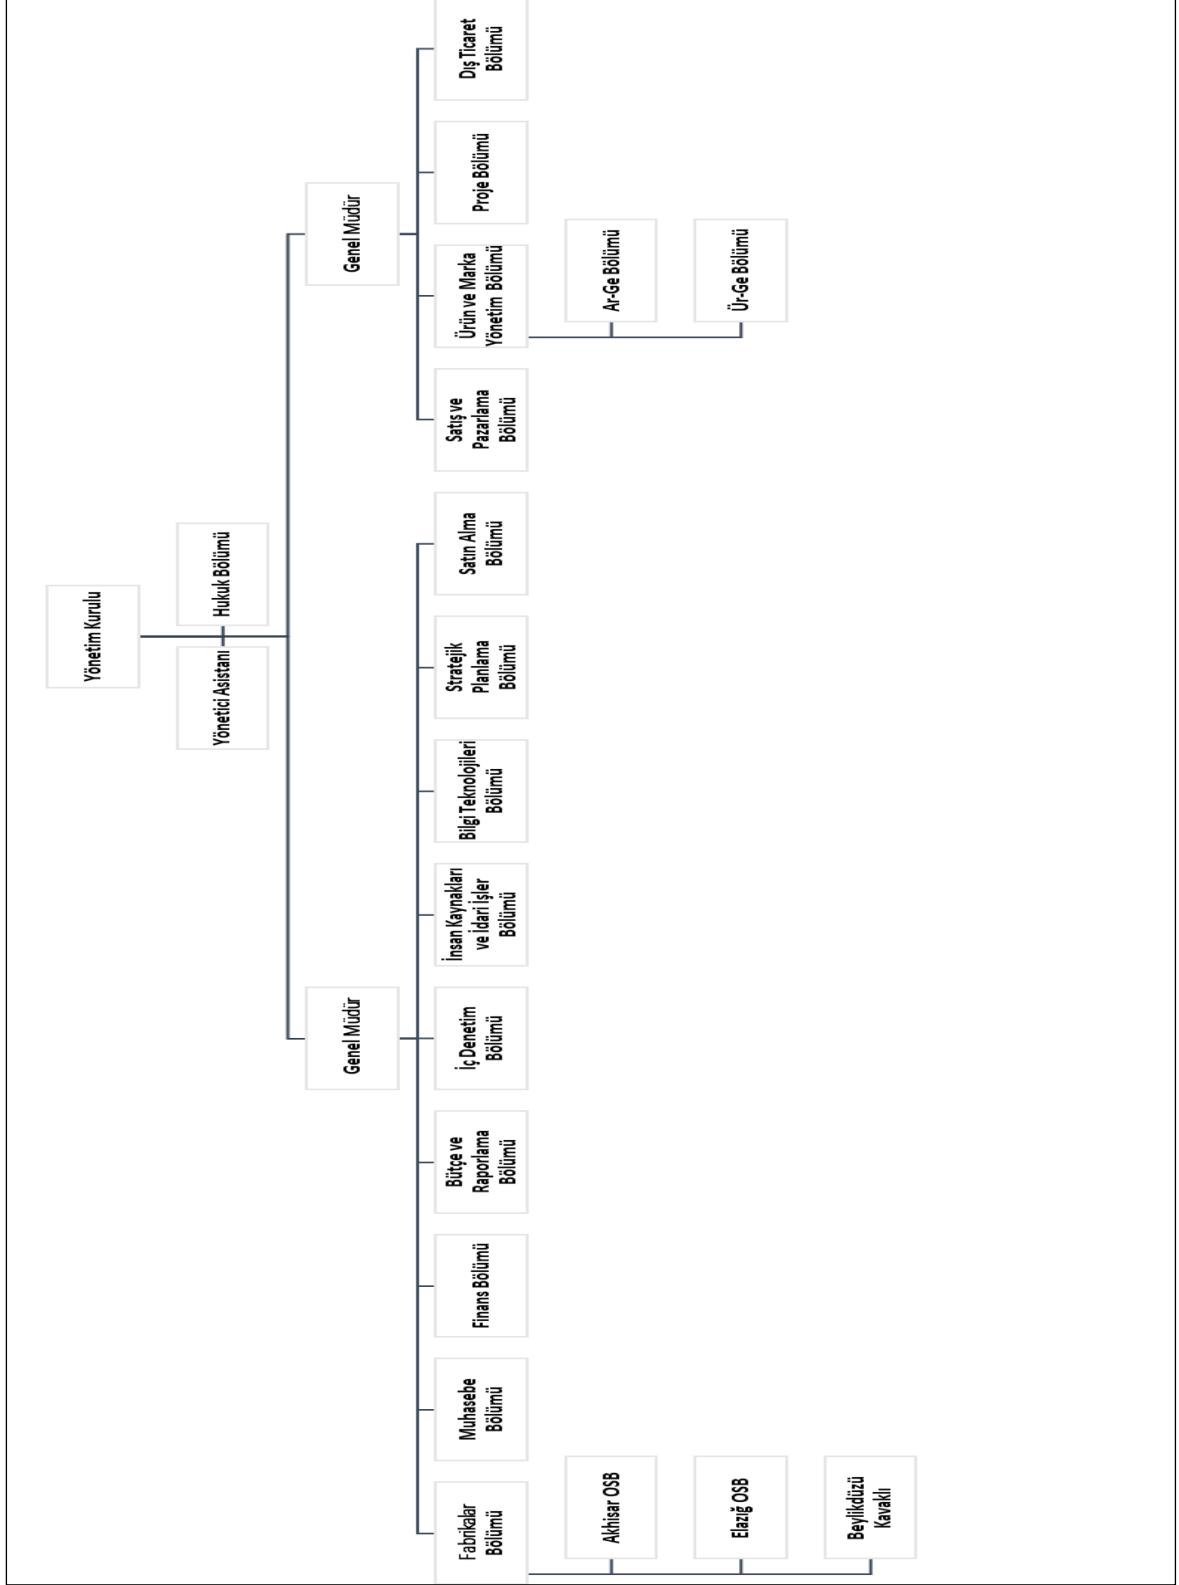 Yönetim Kurulu
Yönetici Asistanı
Hukuk Bölümü
Genel Müdür
Genel Müdür
Fabrikalar
Bölümü
Muhasebe
Bölümü
Finans Bölümü
Bütçe ve
Raporlama
Bölümü
İç Denetim
Bölümü
İnsan Kaynakları
ve İdari İşler
Bölümü
Bilgi Teknolojileri
Bölümü
Stratejik
Planlama
Bölümü
Satın Alma
Bölümü
Satış ve
Pazarlama
Bölümü
Ürün ve Marka
Yönetim Bölümü
Proje Bölümü
Dış Ticaret
Bölümü
Akhisar OSB
Elazığ OSB
Beylikdüzü
Kavaklı
Ar-Ge Bölümü
Ür-Ge Bölümü